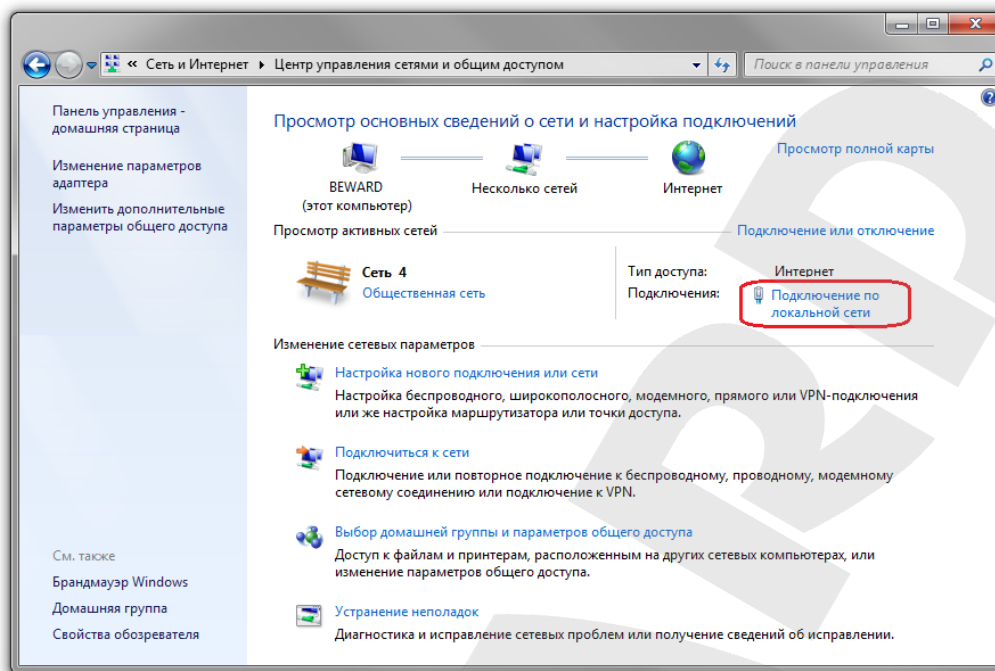 « Сеть и Интернет ▸ Центр управления сетями и общим доступом
Поиск в панели управления
Панель управления -
домашняя страница
Изменение параметров
адаптера
Изменить дополнительные
параметры общего доступа
См. также
Брандмауэр Windows
Домашняя группа
Свойства обозревателя
Просмотр основных сведений о сети и настройка подключений
Просмотр полной карты
BEWARD
(этот компьютер)
Несколько сетей
Интернет
Просмотр активных сетей
Подключение или отключение
Сеть 4
Общественная сеть
Тип доступа: Интернет
Подключения: Подключение по
локальной сети
Изменение сетевых параметров
Настройка нового подключения или сети
Настройка беспроводного, широкополосного, модемного, прямого или VPN-подключения
или же настройка маршрутизатора или точки доступа.
Подключиться к сети
Подключение или повторное подключение к беспроводному, проводному, модемному
сетевому соединению или подключение к VPN.
Выбор домашней группы и параметров общего доступа
Доступ к файлам и принтерам, расположенным на других сетевых компьютерах, или
изменение параметров общего доступа.
Устранение неполадок
Диагностика и исправление сетевых проблем или получение сведений об исправлении.